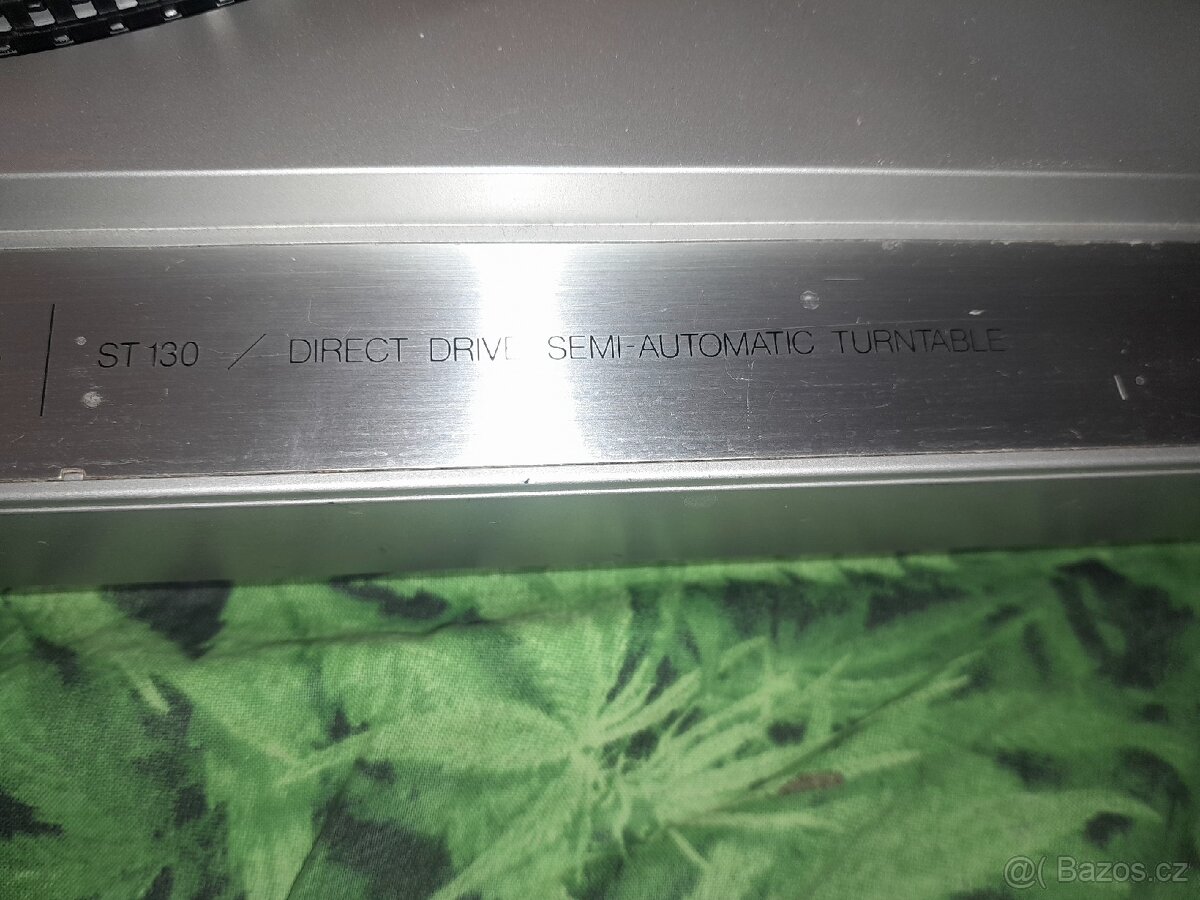 ST 130 / DIRECT DRIVE SEMI-AUTOMATIC TURNTABLE
@( Bazos.cz